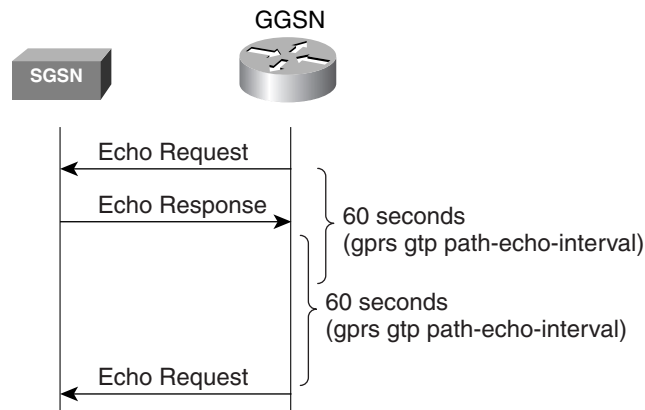 GGSN
SGSN
Echo Request
Echo Response
60 seconds
(gprs gtp path-echo-interval)
60 seconds
(gprs gtp path-echo-interval)
Echo Request